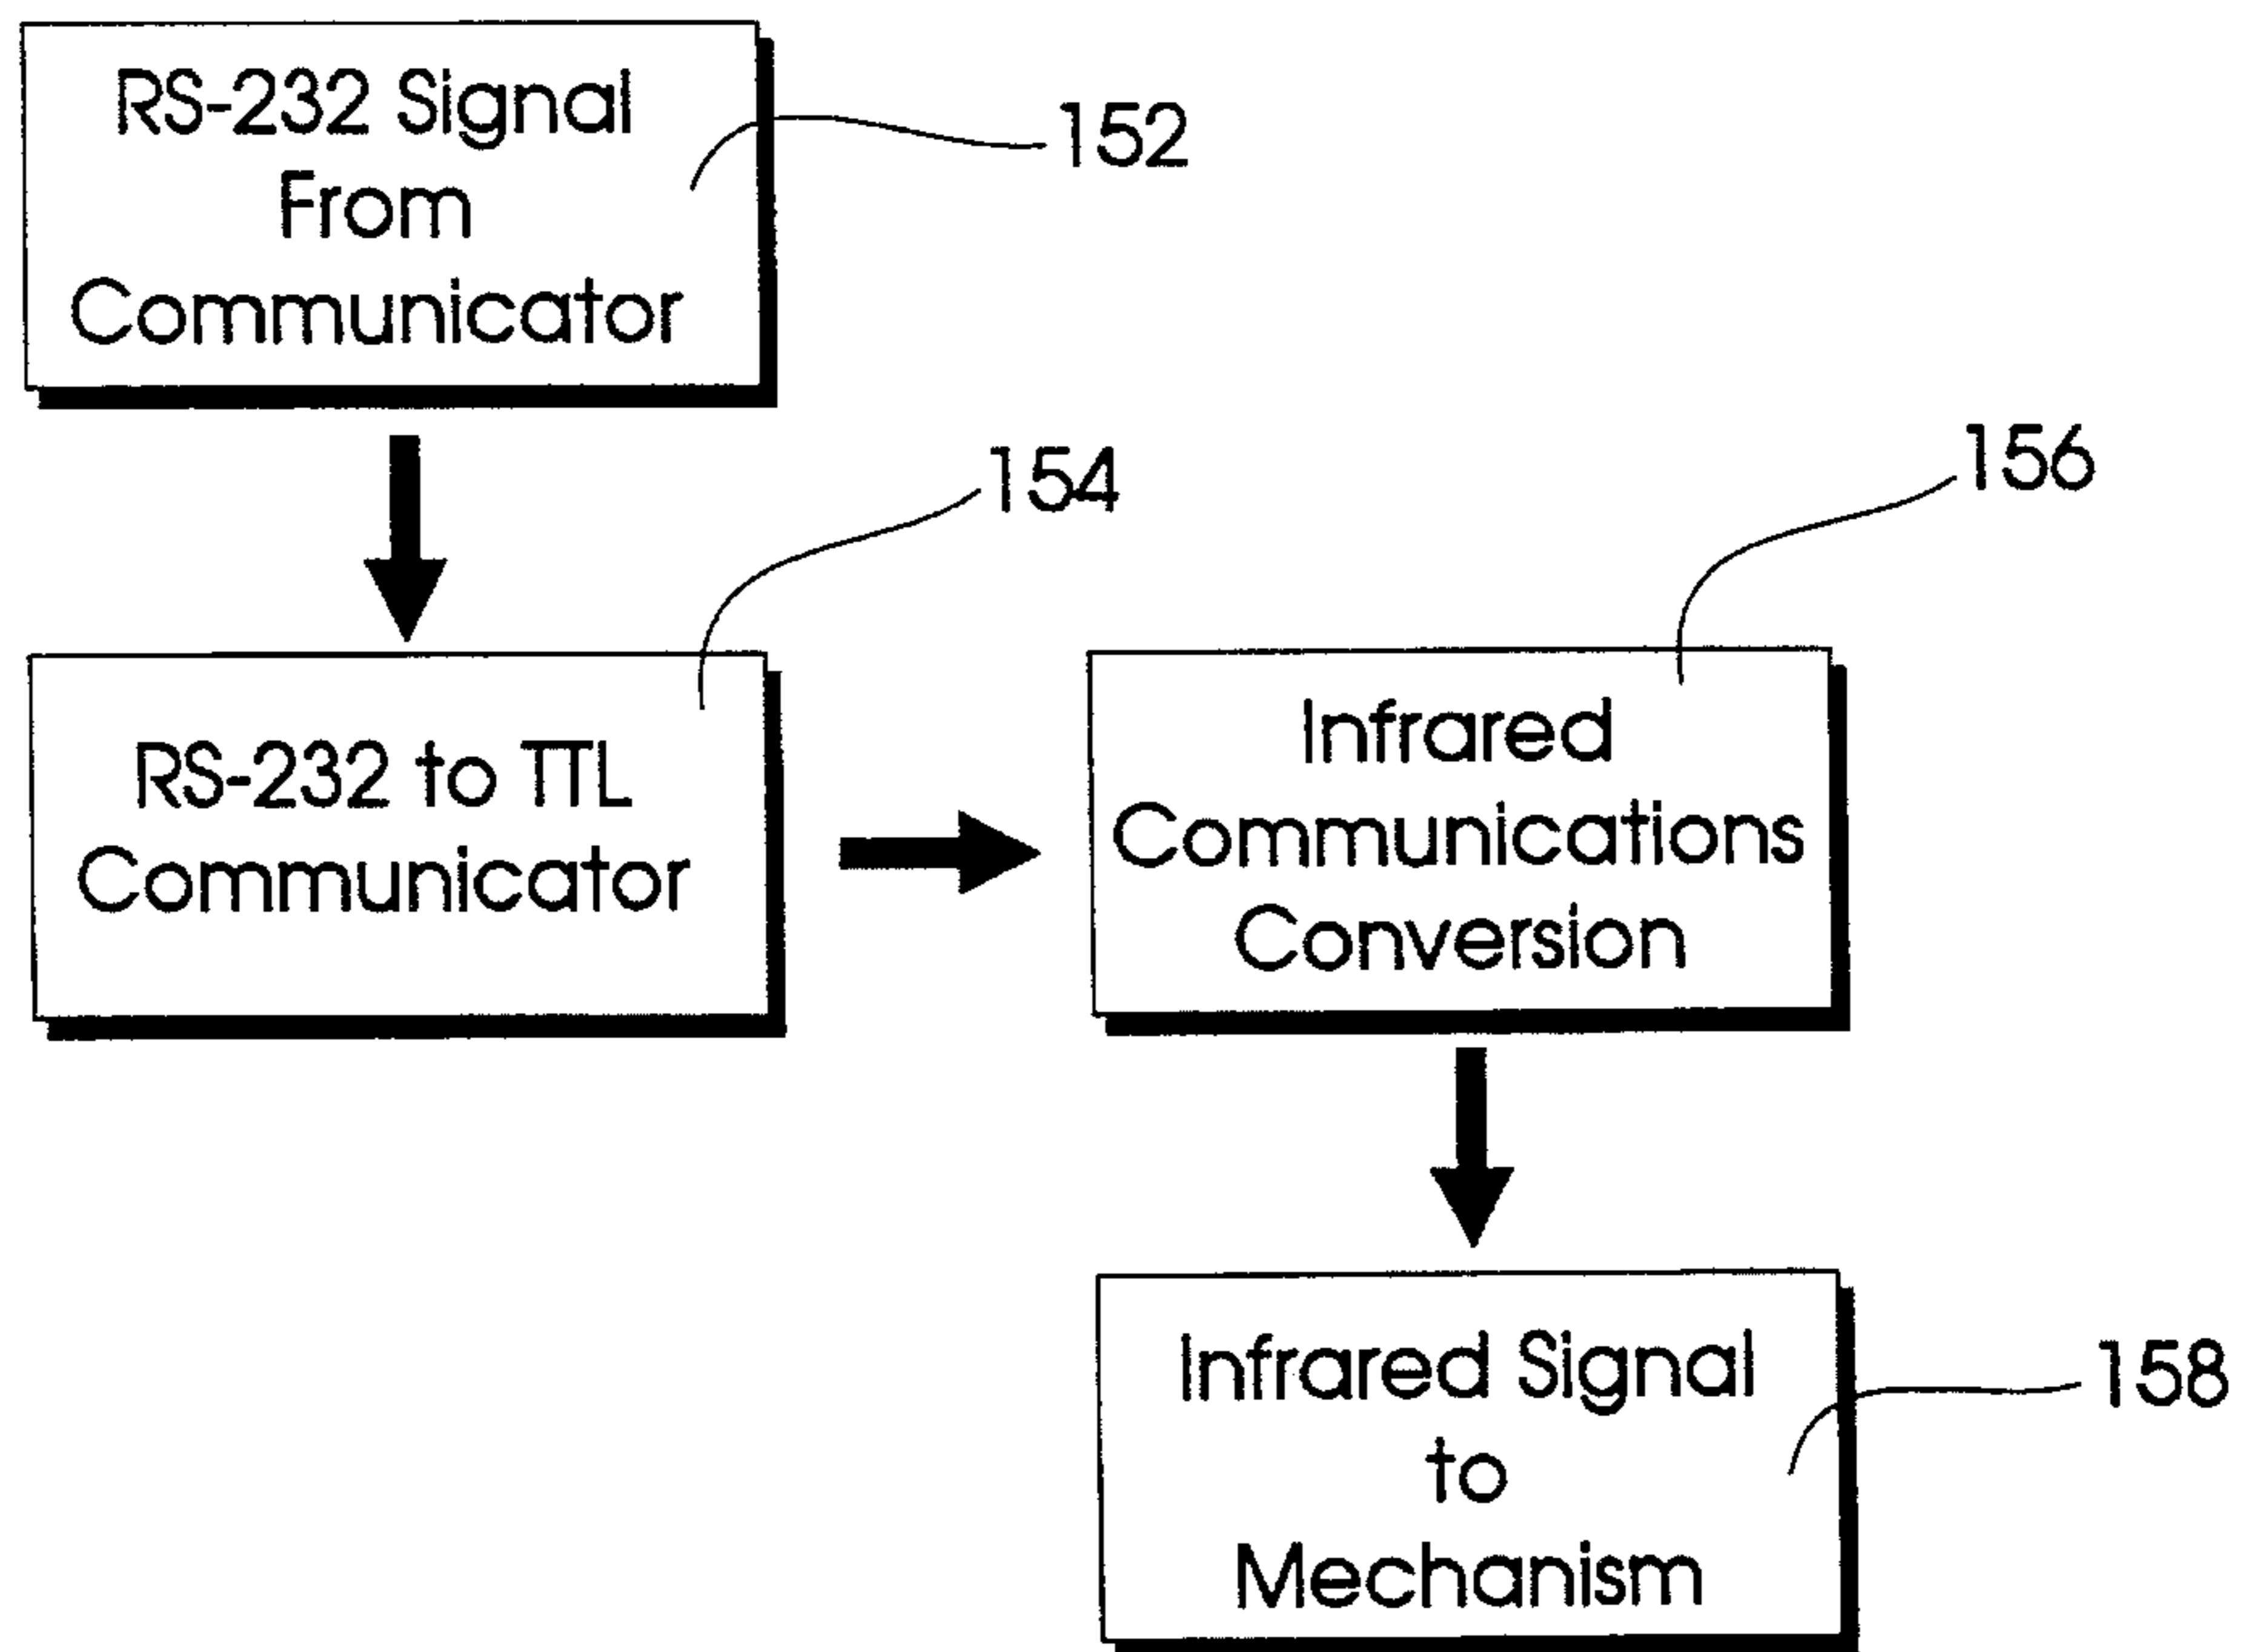 RS-232 Signal
From
Communicator
152
154
RS-232 to TTL
Communicator
156
Infrared
Communications
Conversion
Infrared Signal
to
Mechanism
158